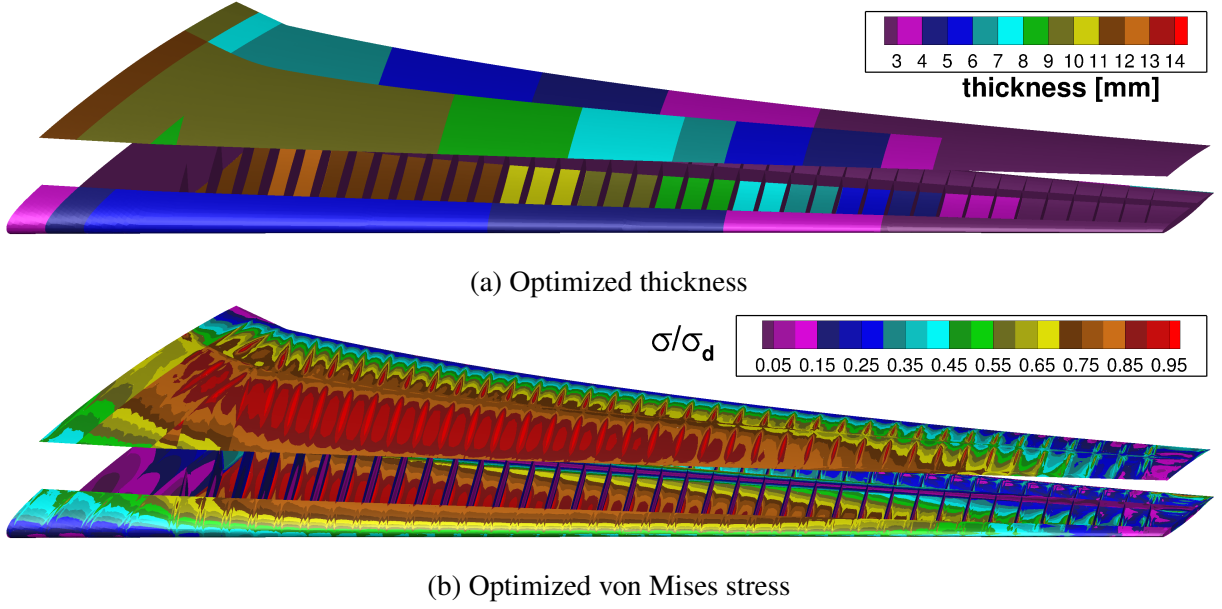 3 4 5 6 7 8 9 10 11 12 13 14
thickness [mm]
(a) Optimized thickness
σ/σd
0.05 0.15 0.25 0.35 0.45 0.55 0.65 0.75 0.85 0.95
(b) Optimized von Mises stress